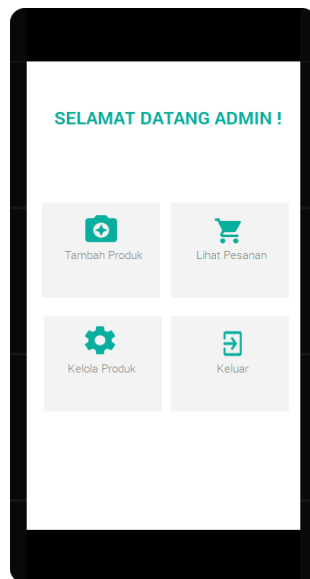 SELAMAT DATANG ADMIN !
Tambah Produk
Lihat Pesanan
Kelola Produk
Keluar